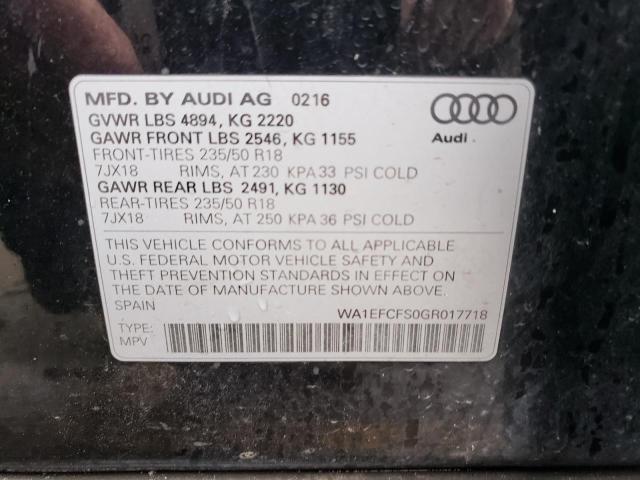 MFD. BY AUDI AG 0216
GVWR LBS 4894, KG 2220
GAWR FRONT LBS 2546, KG 1155
FRONT-TIRES 235/50 R18
7JX18 RIMS, AT 230 KPA 33 PSI COLD
GAWR REAR LBS 2491, KG 1130
REAR-TIRES 235/50 R18
7JX18 RIMS, AT 250 KPA 36 PSI COLD
Audi
THIS VEHICLE CONFORMS TO ALL APPLICABLE
U.S. FEDERAL MOTOR VEHICLE SAFETY AND
THEFT PREVENTION STANDARDS IN EFFECT ON
THE DATE OF MANUFACTURE SHOWN ABOVE.
SPAIN WA1EFCFS0GR017718
TYPE:
MPV